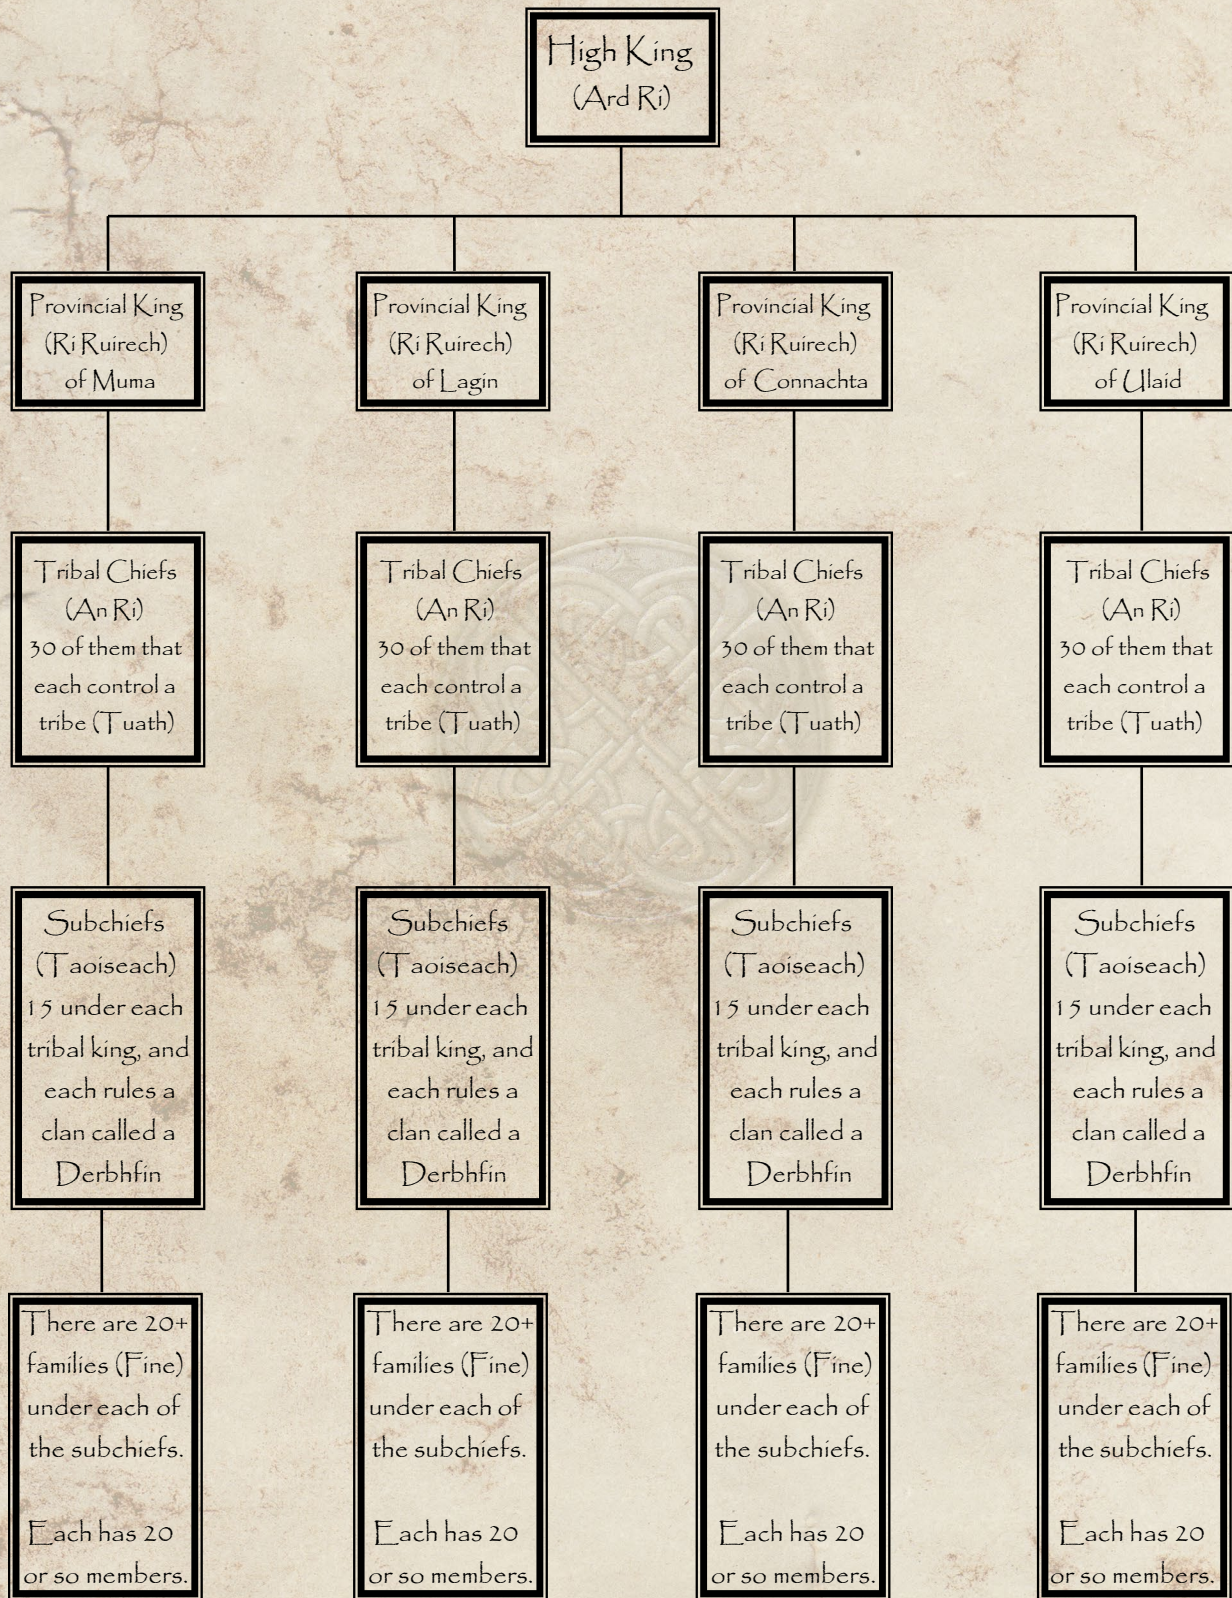 High King
(Ard Ri)
Provincial King
(Ri Ruirech)
of Muma
Provincial King
(Ri Ruirech)
of Lagin
Provincial King
(Ri Ruirech)
of Connachta
Provincial King
(Ri Ruirech)
of Ulaid
Tribal Chiefs
(An Ri)
30 of them that
each control a
tribe (Tuath)
Tribal Chiefs
(An Ri)
30 of them that
each control a
tribe (Tuath)
Tribal Chiefs
(An Ri)
30 of them that
each control a
tribe (Tuath)
Tribal Chiefs
(An Ri)
30 of them that
each control a
tribe (Tuath)
Subchiefs
(Taoiseach)
15 under each
tribal king, and
each rules a
clan called a
Derbhfin
Subchiefs
(Taoiseach)
15 under each
tribal king, and
each rules a
clan called a
Derbhfin
Subchiefs
(Taoiseach)
15 under each
tribal king, and
each rules a
clan called a
Derbhfin
Subchiefs
(Taoiseach)
15 under each
tribal king, and
each rules a
clan called a
Derbhfin
There are 20+
families (Fine)
under each of
the subchiefs.
Each has 20
or so members.
There are 20+
families (Fine)
under each of
the subchiefs.
Each has 20
or so members.
There are 20+
families (Fine)
under each of
the subchiefs.
Each has 20
or so members.
There are 20+
families (Fine)
under each of
the subchiefs.
Each has 20
or so members.